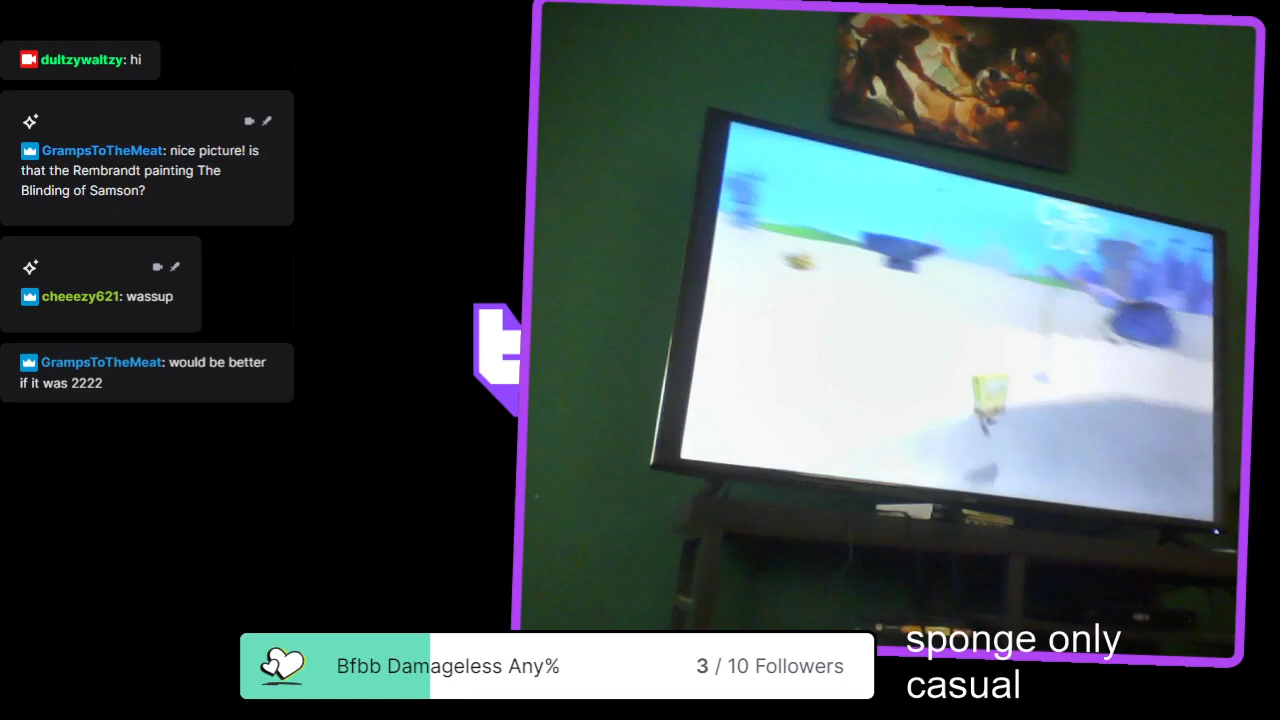 dultzywaltzy: hi
GrampsToTheMeat: nice picture! is
that the Rembrandt painting The
Blinding of Samson?
cheeezy621: wassup
GrampsToTheMeat: would be better
if it was 2222
Bfbb Damageless Any% 3 / 10 Followers
sponge only
casual